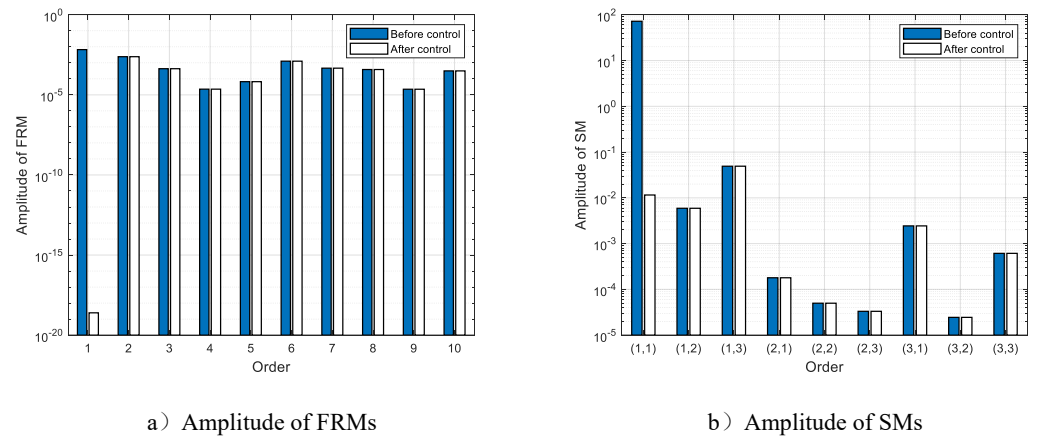 10^0
10^-5
10^-10
10^-15
10^-20
Amplitude of FRM
Before control
After control
1 2 3 4 5 6 7 8 9 10
Order
a）Amplitude of FRMs
10^2
10^1
10^0
10^-1
10^-2
10^-3
10^-4
10^-5
Amplitude of SM
Before control
After control
(1,1) (1,2) (1,3) (2,1) (2,2) (2,3) (3,1) (3,2) (3,3)
Order
b）Amplitude of SMs